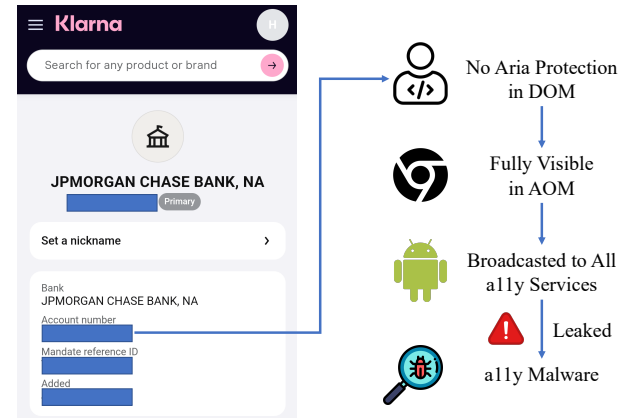 Klarna
H
Search for any product or brand
JPMORGAN CHASE BANK, NA
Primary
Set a nickname
Bank
JPMORGAN CHASE BANK, NA
Account number
Mandate reference ID
Added
</>
No Aria Protection
in DOM
Fully Visible
in AOM
Broadcasted to All
a11y Services
Leaked
a11y Malware